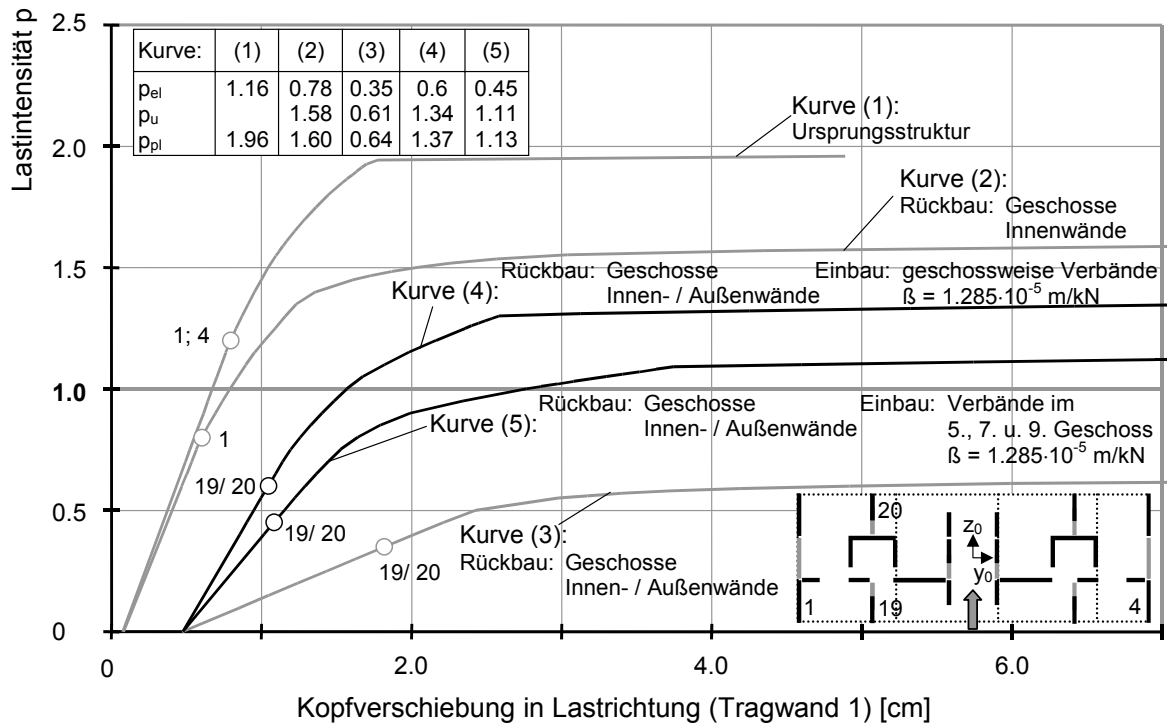 Lastintensität p
2.5
2.0
1.5
1.0
0.5
0
Kurve: (1) (2) (3) (4) (5)
pel 1.16 0.78 0.35 0.6 0.45
pu 1.58 0.61 1.34 1.11
ppl 1.96 1.60 0.64 1.37 1.13
Kurve (1):
Ursprungsstruktur
Kurve (2):
Rückbau: Geschosse
Innenwände
Rückbau: Geschosse
Innen- / Außenwände
Einbau: geschossweise Verbände
ß = 1.285·10-5 m/kN
Kurve (4):
1; 4
1
Rückbau: Geschosse
Innen- / Außenwände
Einbau: Verbände im
5., 7. u. 9. Geschoss
ß = 1.285·10-5 m/kN
Kurve (5):
19/ 20
19/ 20
19/ 20
Kurve (3):
Rückbau: Geschosse
Innen- / Außenwände
20
z0
y0
1
19
4
0 2.0 4.0 6.0
Kopfverschiebung in Lastrichtung (Tragwand 1) [cm]